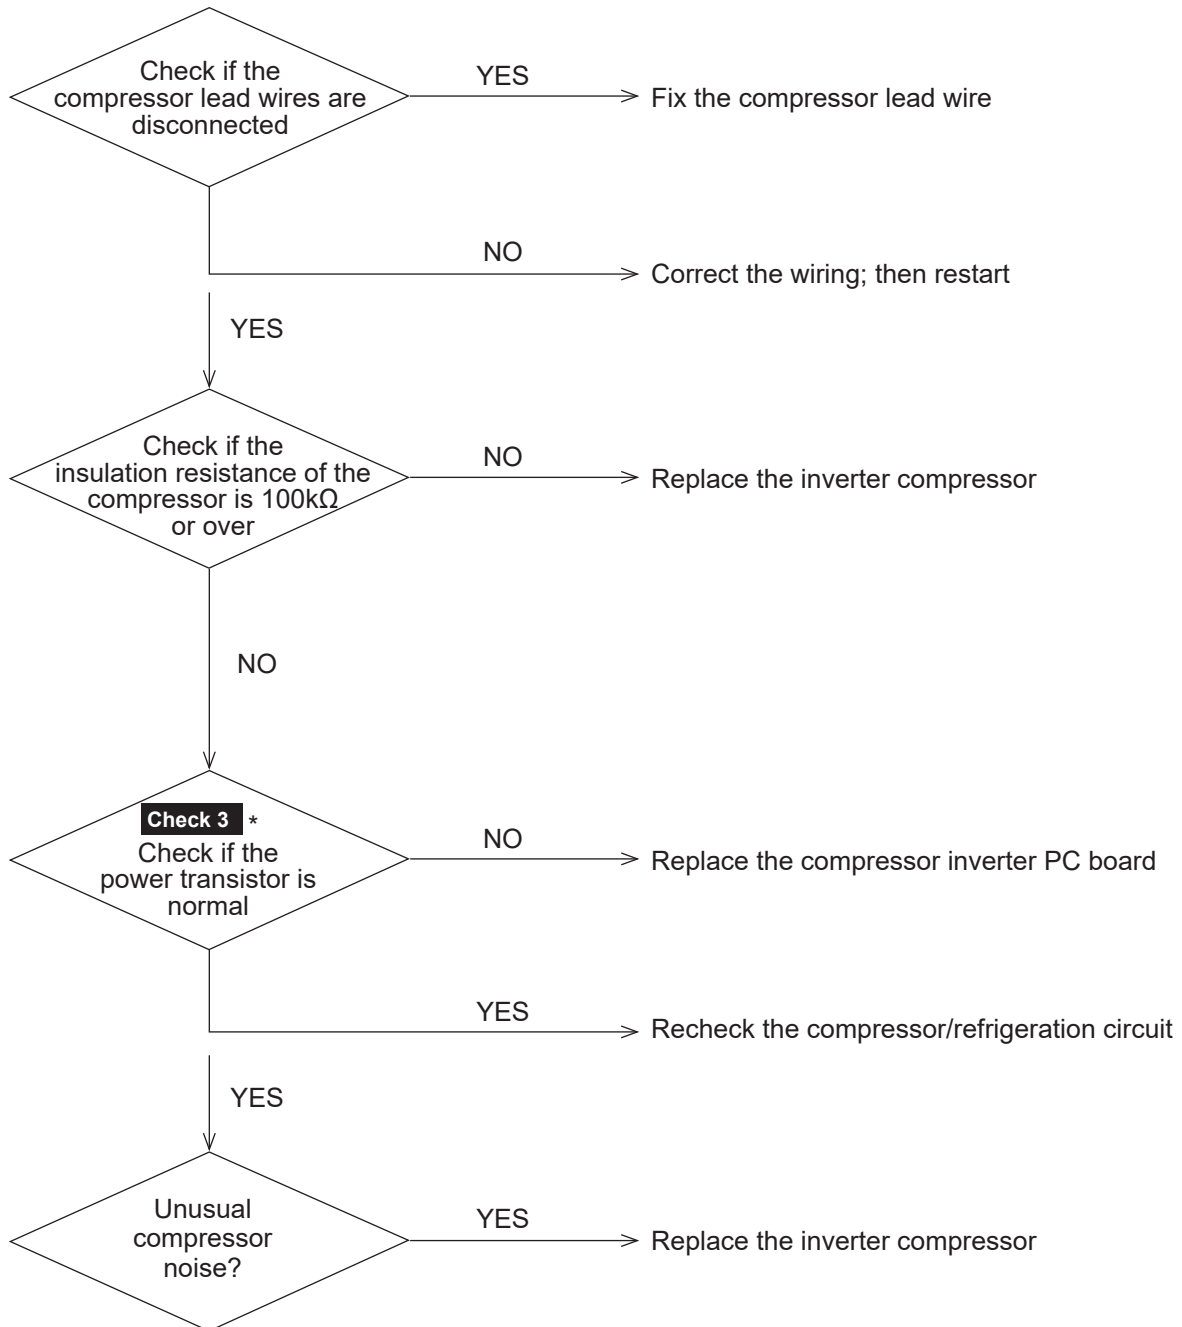 Check if the
compressor lead wires are
disconnected
YES
Fix the compressor lead wire
NO
Correct the wiring; then restart
YES
Check if the
insulation resistance of the
compressor is 100kΩ
or over
NO
Replace the inverter compressor
NO
Check 3 *
Check if the
power transistor is
normal
NO
Replace the compressor inverter PC board
YES
Recheck the compressor/refrigeration circuit
YES
Unusual
compressor
noise?
YES
Replace the inverter compressor